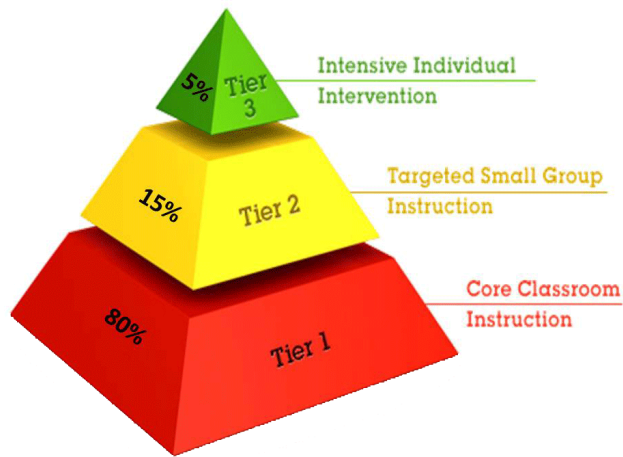 5%
Tier
3
Intensive Individual
Intervention
15%
Tier 2
Targeted Small Group
Instruction
80%
Tier 1
Core Classroom
Instruction